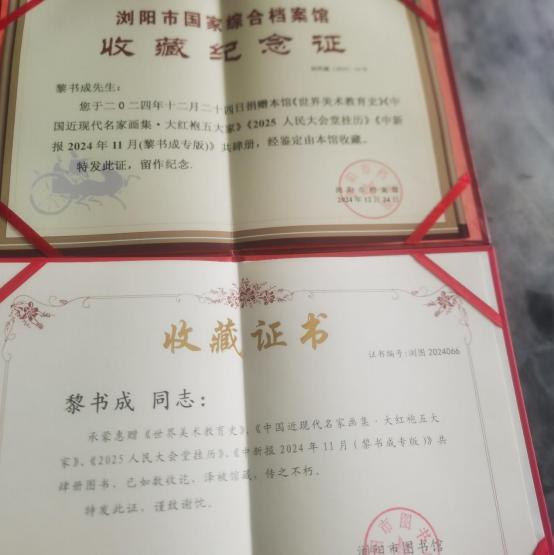 浏阳市国家综合档案馆
收藏纪念证
黎书成先生：
您于二〇二四年十二月二十四日捐赠本馆《世界美术教育史》《中
国近现代名家画集·大红袍五大家》《2025 人民大会堂挂历》《中新
报 2024 年 11 月(黎书成专版)》共肆册，经鉴定由本馆收藏。
特发此证，留作纪念.
浏阳市档案馆
2024 年 12 月 24 日
收藏证书
证书编号:浏图 2024066
黎书成 同志：
承蒙惠赠《世界美术教育史》、《中国近现代名家画集·大红袍五大
家》、《2025 人民大会堂挂历》、《中新报 2024 年 11 月（黎书成专版）》共
肆册图书，已如数收讫，泽被馆藏，传之不朽。
特发此证，谨致谢忱。
浏阳市图书馆